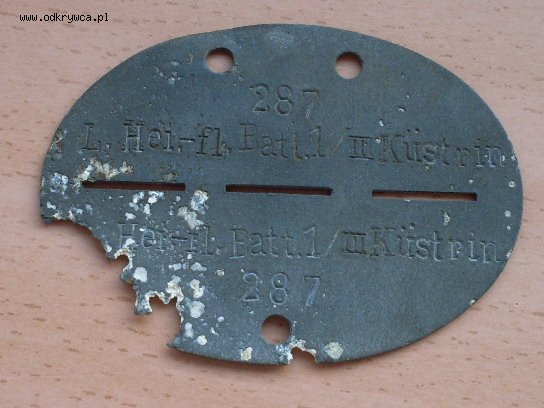 www.odkrywca.pl
287
L. Hei.-fl. Batt.1/III Küstrin
Hei.-fl. Batt.1/III Küstrin
287